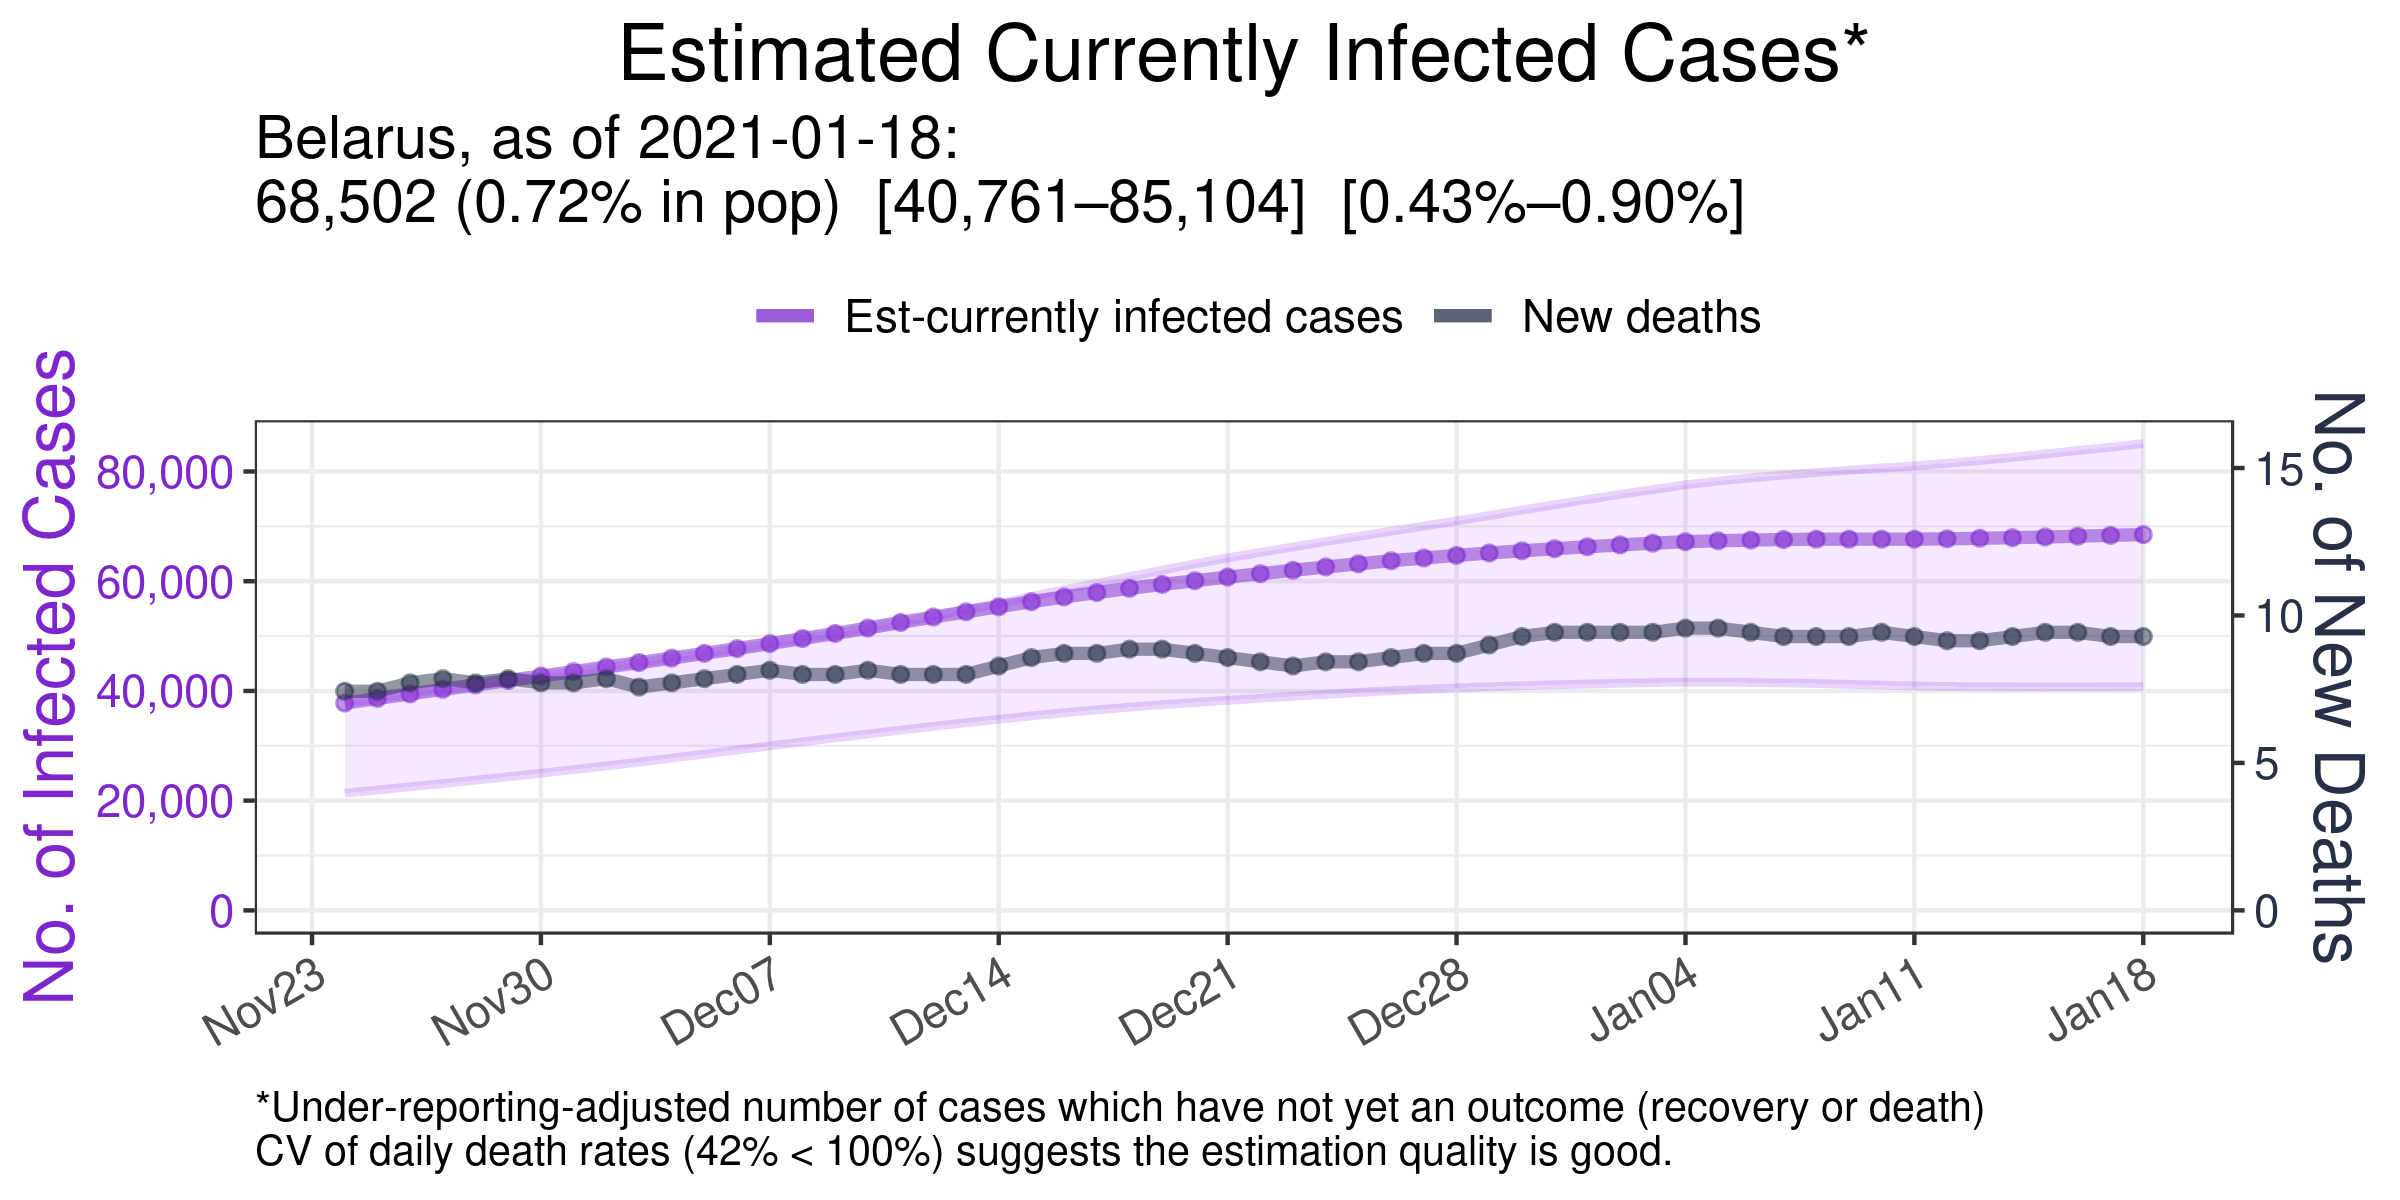 Estimated Currently Infected Cases*
Belarus, as of 2021-01-18:
68,502 (0.72% in pop)  [40,761–85,104]  [0.43%–0.90%]
Est-currently infected cases
New deaths
No. of Infected Cases
80,000
60,000
40,000
20,000
0
15
10
5
0
No. of New Deaths
Nov23
Nov30
Dec07
Dec14
Dec21
Dec28
Jan04
Jan11
Jan18
*Under-reporting-adjusted number of cases which have not yet an outcome (recovery or death)
CV of daily death rates (42% < 100%) suggests the estimation quality is good.